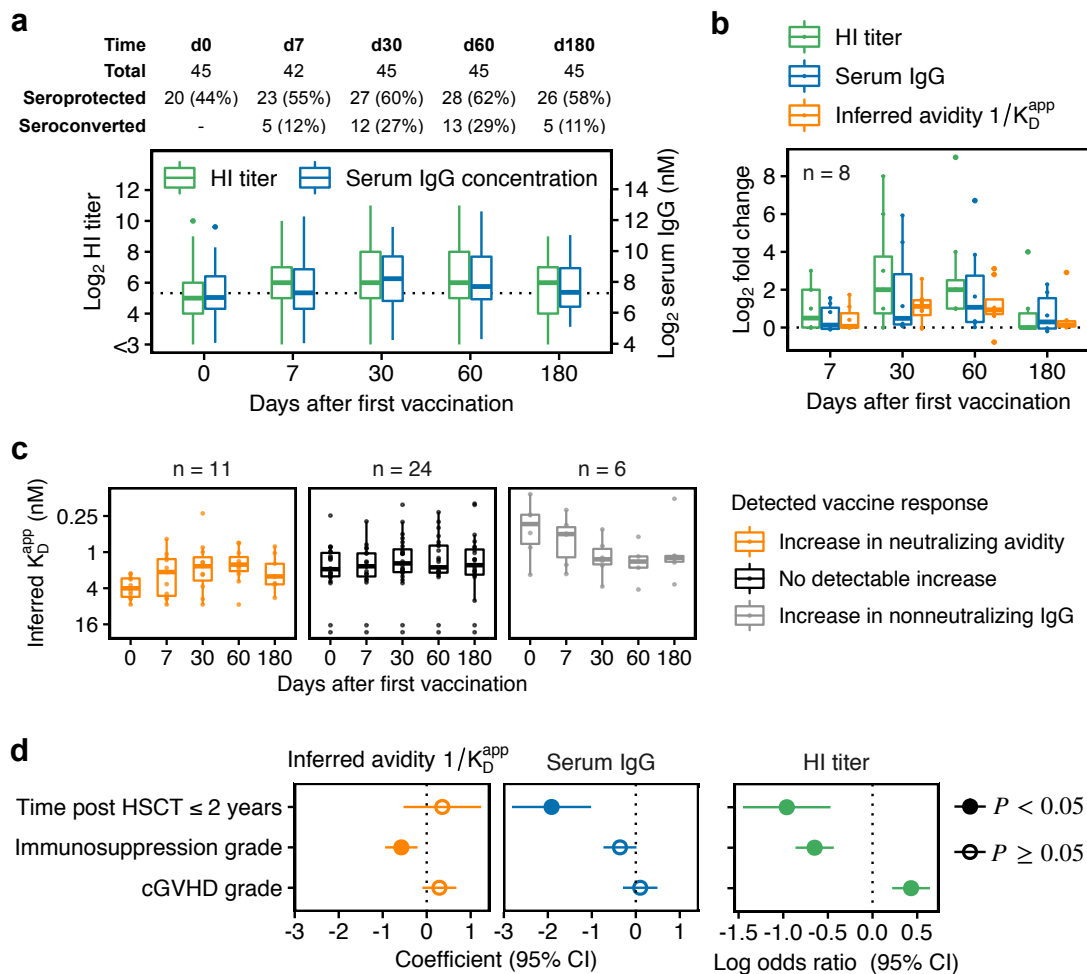 a
Time d0 d7 d30 d60 d180
Total 45 42 45 45 45
Seroprotected 20 (44%) 23 (55%) 27 (60%) 28 (62%) 26 (58%)
Seroconverted - 5 (12%) 12 (27%) 13 (29%) 5 (11%)
HI titer Serum IgG concentration
Log₂ HI titer
12
10
8
6
4
<3
14
12
10
8
6
4
Log₂ serum IgG (nM)
0 7 30 60 180
Days after first vaccination
b
HI titer
Serum IgG
Inferred avidity 1/K_D^app
n = 8
Log₂ fold change
8
6
4
2
0
7 30 60 180
Days after first vaccination
c
n = 11 n = 24 n = 6
Inferred K_D^app (nM)
0.25
1
4
16
0 7 30 60 180 0 7 30 60 180 0 7 30 60 180
Days after first vaccination
Detected vaccine response
Increase in neutralizing avidity
No detectable increase
Increase in nonneutralizing IgG
d
Inferred avidity 1/K_D^app Serum IgG HI titer
Time post HSCT ≤ 2 years
Immunosuppression grade
cGVHD grade
-3 -2 -1 0 1 -3 -2 -1 0 1 -1.5 -1.0 -0.5 0.0 0.5
Coefficient (95% CI) Log odds ratio (95% CI)
P < 0.05
P ≥ 0.05